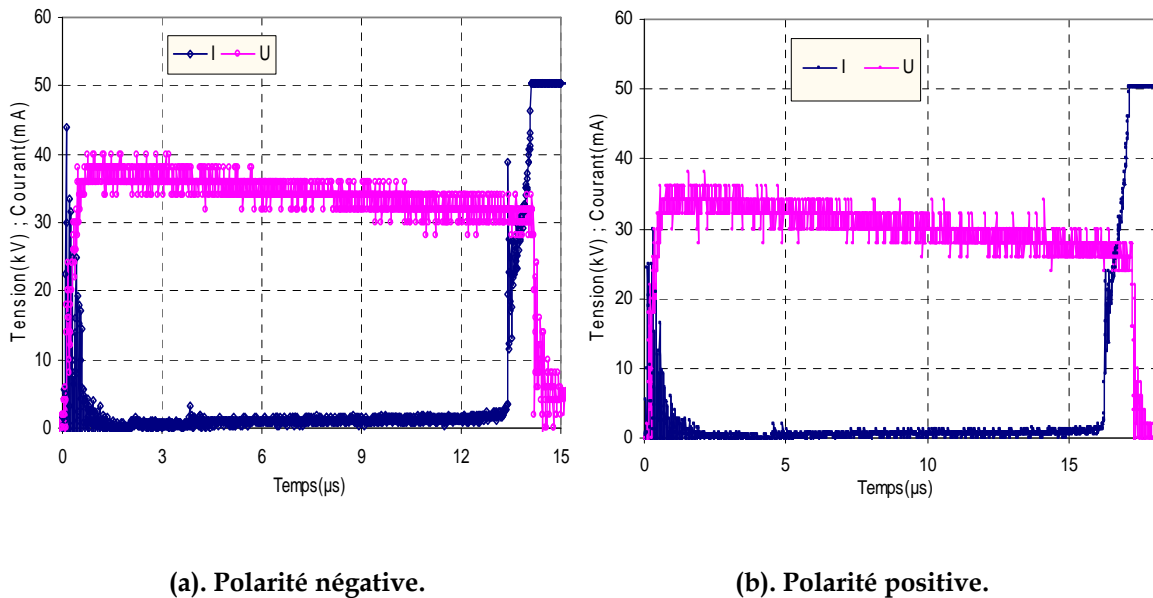 60
50
40
30
20
10
0
Tension(kV) ; Courant(mA)
I U
0 3 6 9 12 15
Temps(µs)
60
50
40
30
20
10
0
Tension(kV) ; Courant(mA)
I U
0 5 10 15
Temps(µs)
(a). Polarité négative.
(b). Polarité positive.